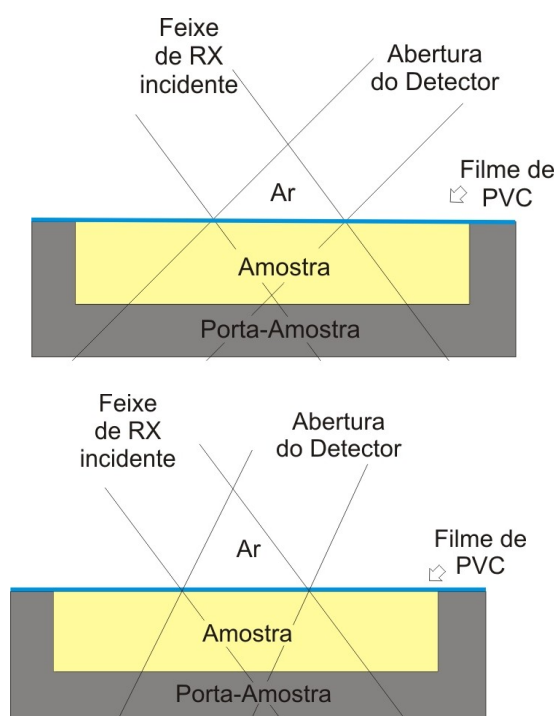 Feixe
de RX
incidente
Abertura
do Detector
Ar
Filme de
PVC
Amostra
Porta-Amostra
Feixe
de RX
incidente
Abertura
do Detector
Ar
Filme de
PVC
Amostra
Porta-Amostra